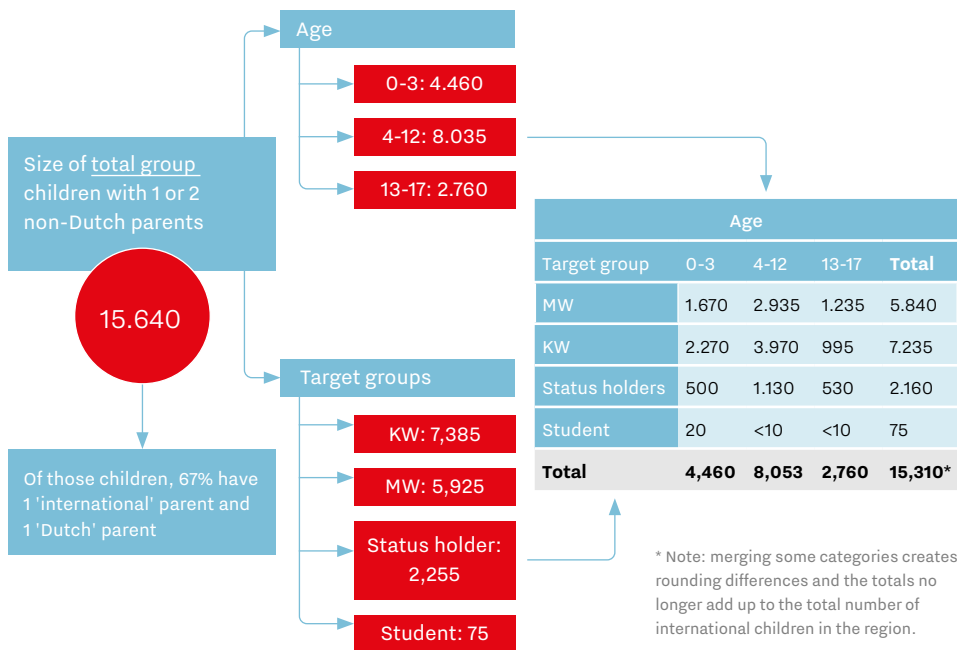 Size of total group
children with 1 or 2
non-Dutch parents
15.640
Of those children, 67% have
1 'international' parent and
1 'Dutch' parent
Age
0-3: 4.460
4-12: 8.035
13-17: 2.760
Target groups
KW: 7,385
MW: 5,925
Status holder:
2,255
Student: 75
Age
Target group 0-3 4-12 13-17 Total
MW 1.670 2.935 1.235 5.840
KW 2.270 3.970 995 7.235
Status holders 500 1.130 530 2.160
Student 20 <10 <10 75
Total 4,460 8,053 2,760 15,310*
* Note: merging some categories creates
rounding differences and the totals no
longer add up to the total number of
international children in the region.